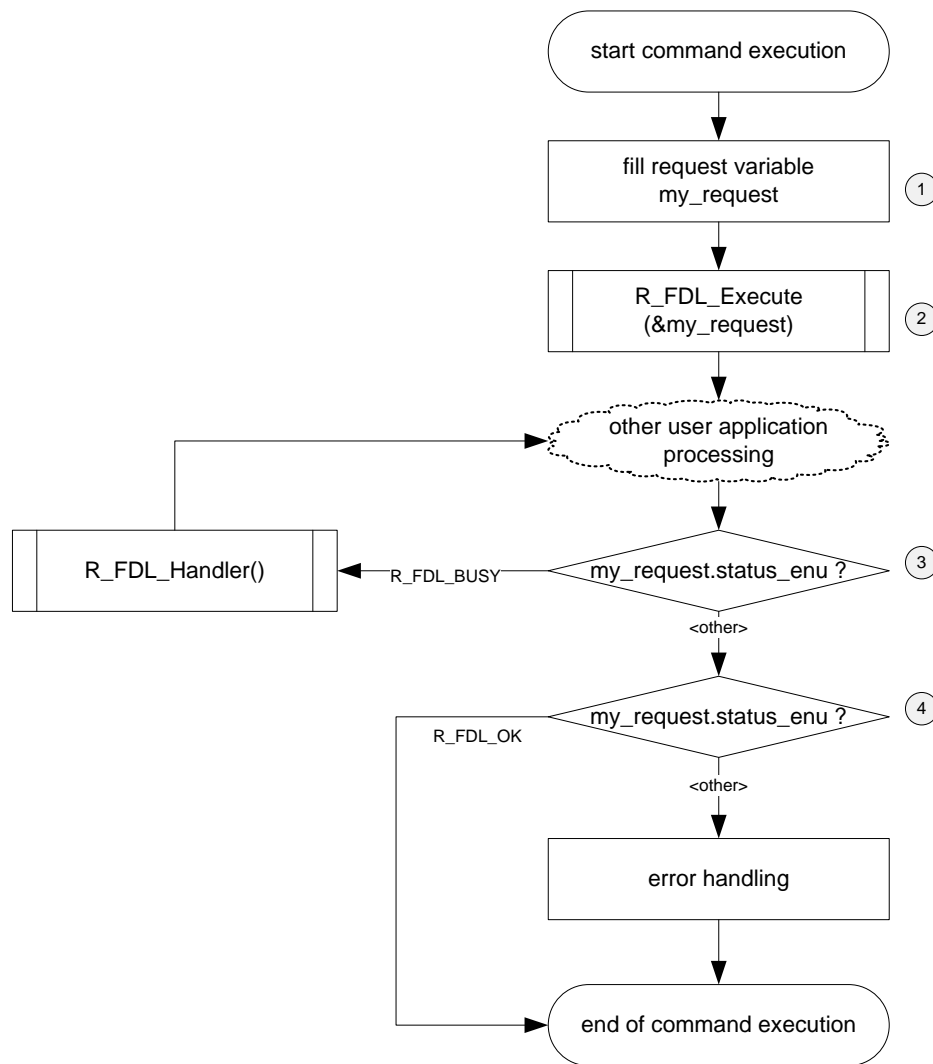 start command execution
fill request variable
my_request
1
R_FDL_Execute
(&my_request)
2
other user application
processing
R_FDL_Handler()
R_FDL_BUSY
my_request.status_enu ?
3
<other>
my_request.status_enu ?
4
R_FDL_OK
<other>
error handling
end of command execution